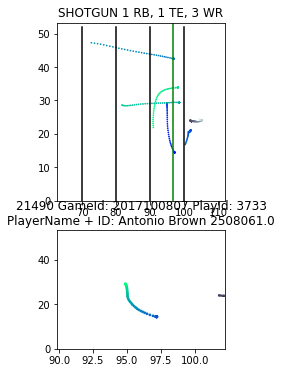 SHOTGUN 1 RB, 1 TE, 3 WR
50
40
30
20
10
0
70 80 90 100 110
21490 GameId: 2017100807 PlayId: 3733
PlayerName + ID: Antonio Brown 2508061.0
40
20
0
90.0 92.5 95.0 97.5 100.0